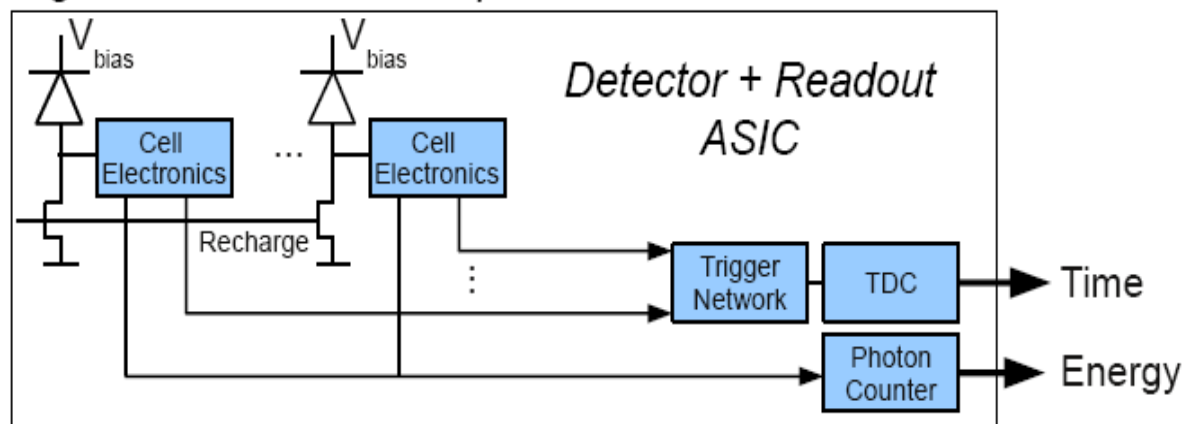 V bias
V bias
Detector + Readout
ASIC
Cell
Electronics
...
Cell
Electronics
Recharge
...
Trigger
Network
TDC
Time
Photon
Counter
Energy